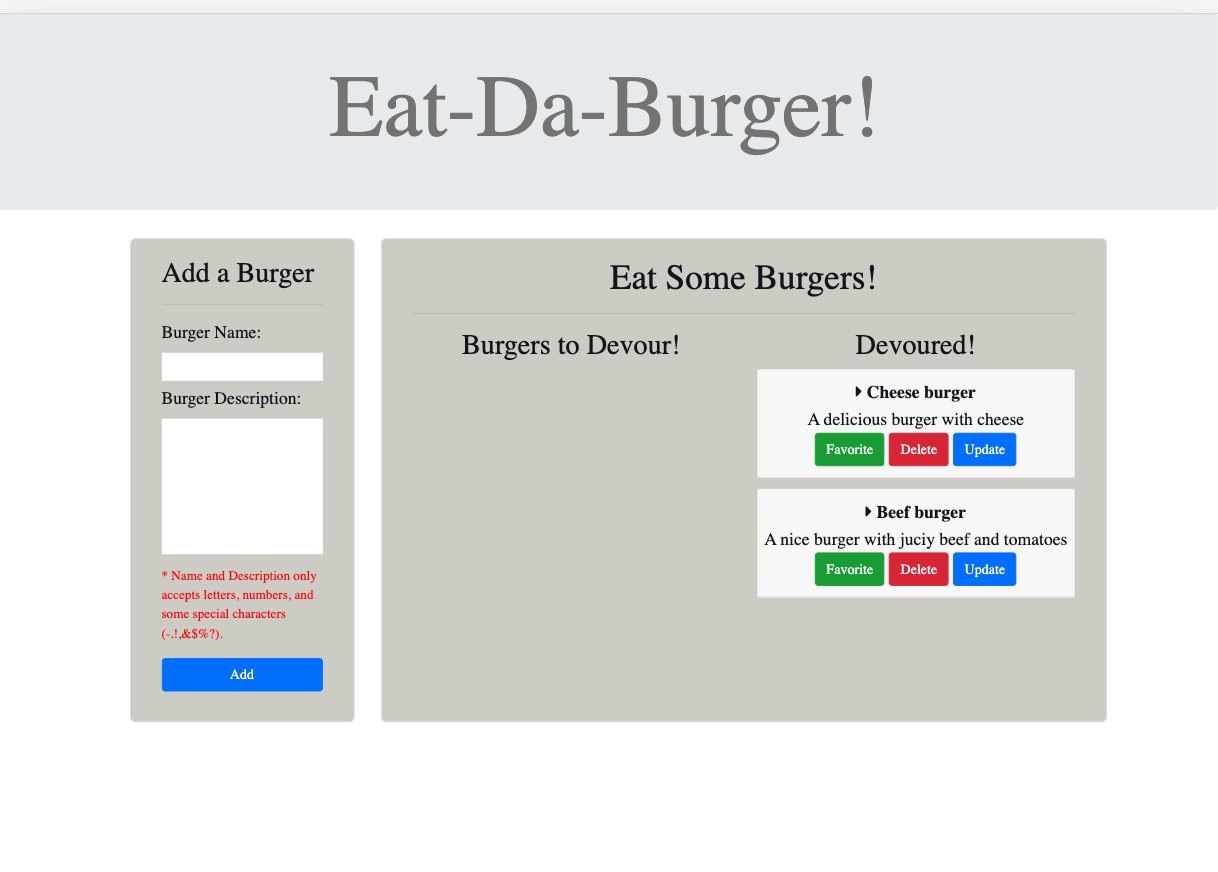 Eat-Da-Burger!
Add a Burger
Burger Name:
Burger Description:
* Name and Description only
accepts letters, numbers, and
some special characters
(-.!,&$%?).
Add
Eat Some Burgers!
Burgers to Devour!
Devoured!
Cheese burger
A delicious burger with cheese
Favorite Delete Update
Beef burger
A nice burger with juciy beef and tomatoes
Favorite Delete Update